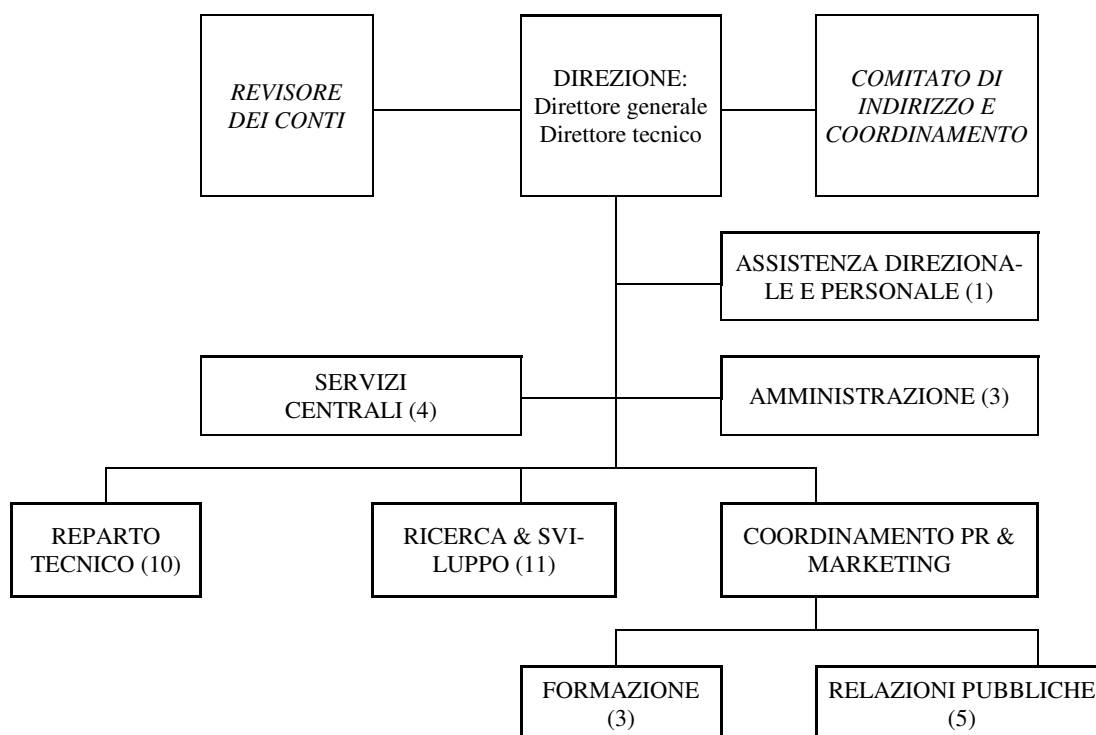 REVISORE
DEI CONTI
DIREZIONE:
Direttore generale
Direttore tecnico
COMITATO DI
INDIRIZZO E
COORDINAMENTO
ASSISTENZA DIREZIONA-
LE E PERSONALE (1)
SERVIZI
CENTRALI (4)
AMMINISTRAZIONE (3)
REPARTO
TECNICO (10)
RICERCA & SVI-
LUPPO (11)
COORDINAMENTO PR &
MARKETING
FORMAZIONE
(3)
RELAZIONI PUBBLICHE
(5)